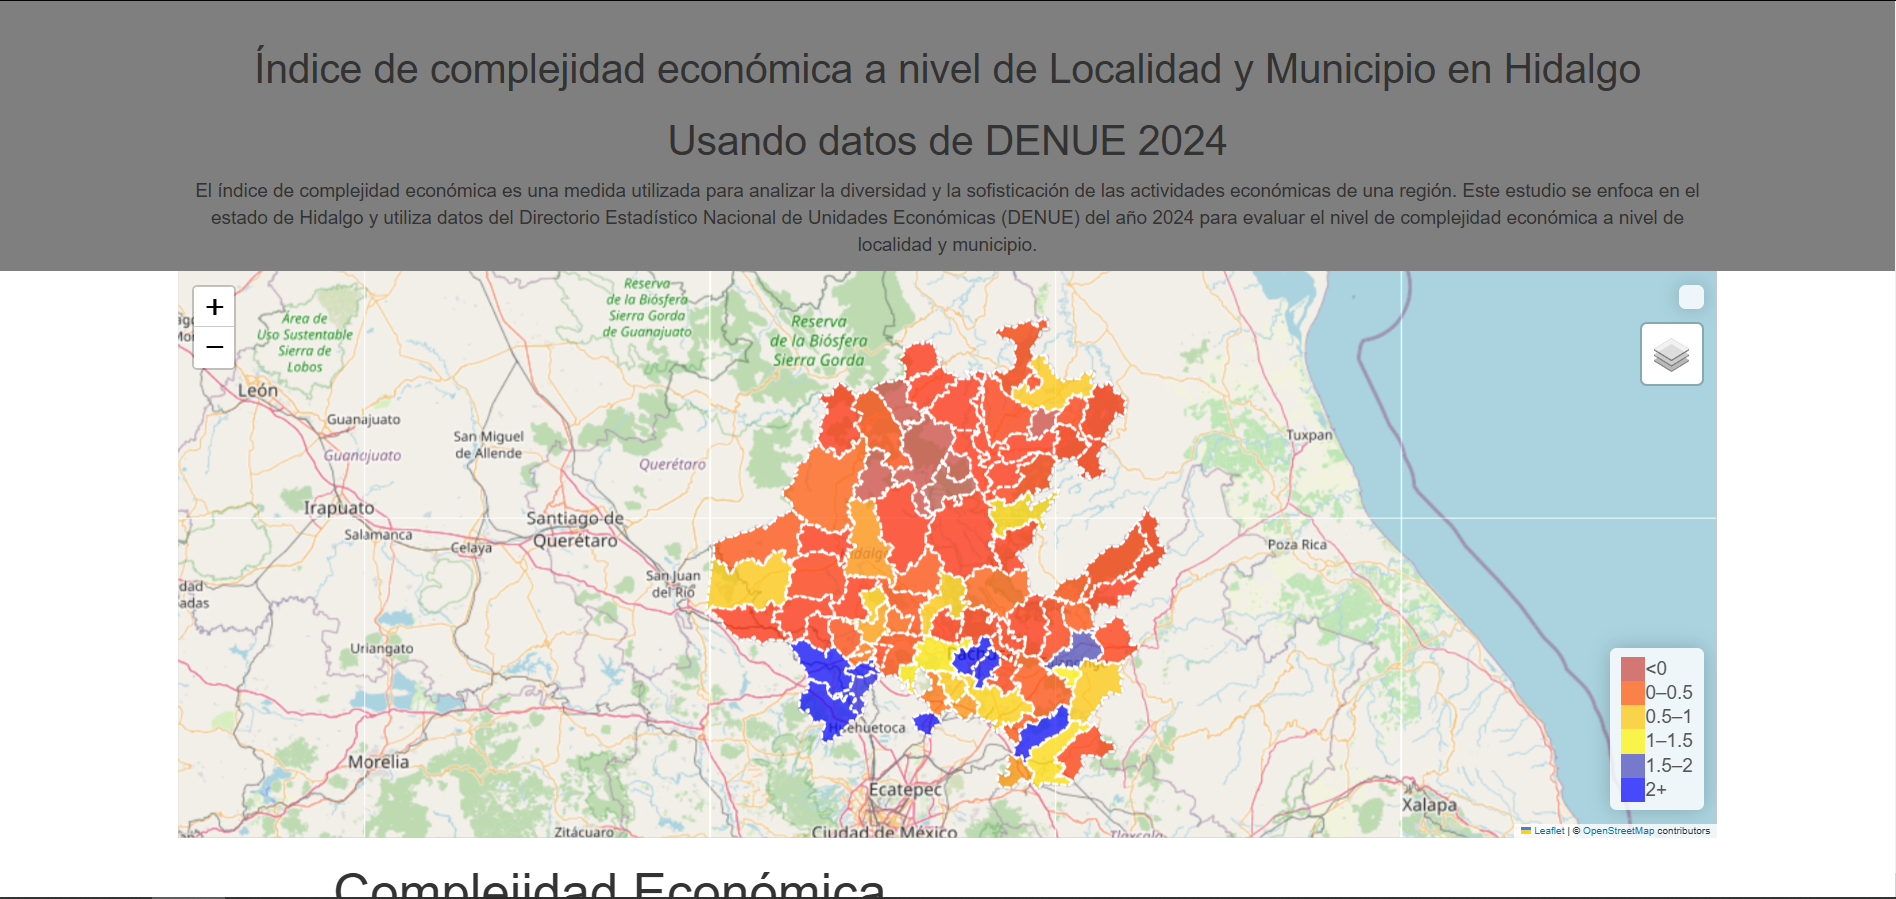 Índice de complejidad económica a nivel de Localidad y Municipio en Hidalgo
Usando datos de DENUE 2024
El índice de complejidad económica es una medida utilizada para analizar la diversidad y la sofisticación de las actividades económicas de una región. Este estudio se enfoca en el
estado de Hidalgo y utiliza datos del Directorio Estadístico Nacional de Unidades Económicas (DENUE) del año 2024 para evaluar el nivel de complejidad económica a nivel de
localidad y municipio.
+
−
Área de
Uso Sustentable
Sierra de
Lobos
Reserva
de la Biósfera
Sierra Gorda
de Guanajuato
Reserva
de la Biósfera
Sierra Gorda
León
Guanajuato
Guanajuato
San Miguel
de Allende
Querétaro
Tuxpan
Irapuato
Salamanca
Celaya
Santiago de
Querétaro
Poza Rica
San Juan
del Río
Uriangato
Huehuetoca
Morelia
Ecatepec
Xalapa
Zitácuaro
Ciudad de México
Tlaxcala
<0
0–0.5
0.5–1
1–1.5
1.5–2
2+
Leaflet | © OpenStreetMap contributors
Complejidad Económica